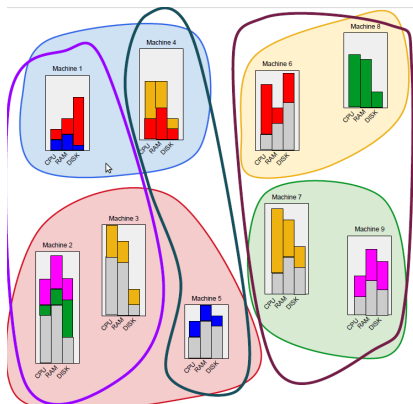 Machine 1
CPU
RAM
DISK
Machine 4
CPU
RAM
DISK
Machine 6
CPU
RAM
DISK
Machine 8
CPU
RAM
DISK
Machine 2
CPU
RAM
DISK
Machine 3
CPU
RAM
DISK
Machine 5
CPU
RAM
DISK
Machine 7
CPU
RAM
DISK
Machine 9
CPU
RAM
DISK